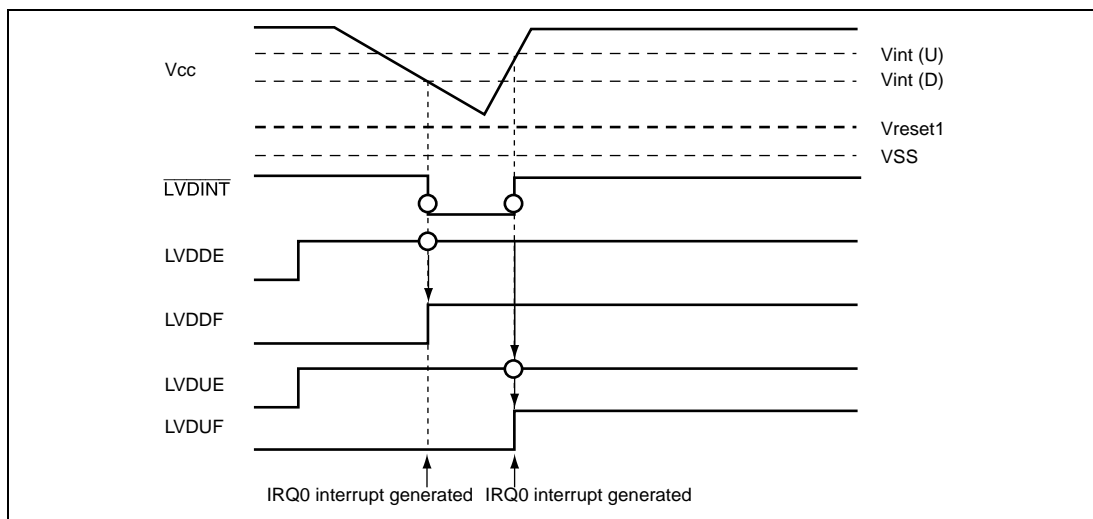 Vcc
Vint (U)
Vint (D)
Vreset1
VSS
LVDINT
LVDDE
LVDDF
LVDUE
LVDUF
IRQ0 interrupt generated IRQ0 interrupt generated